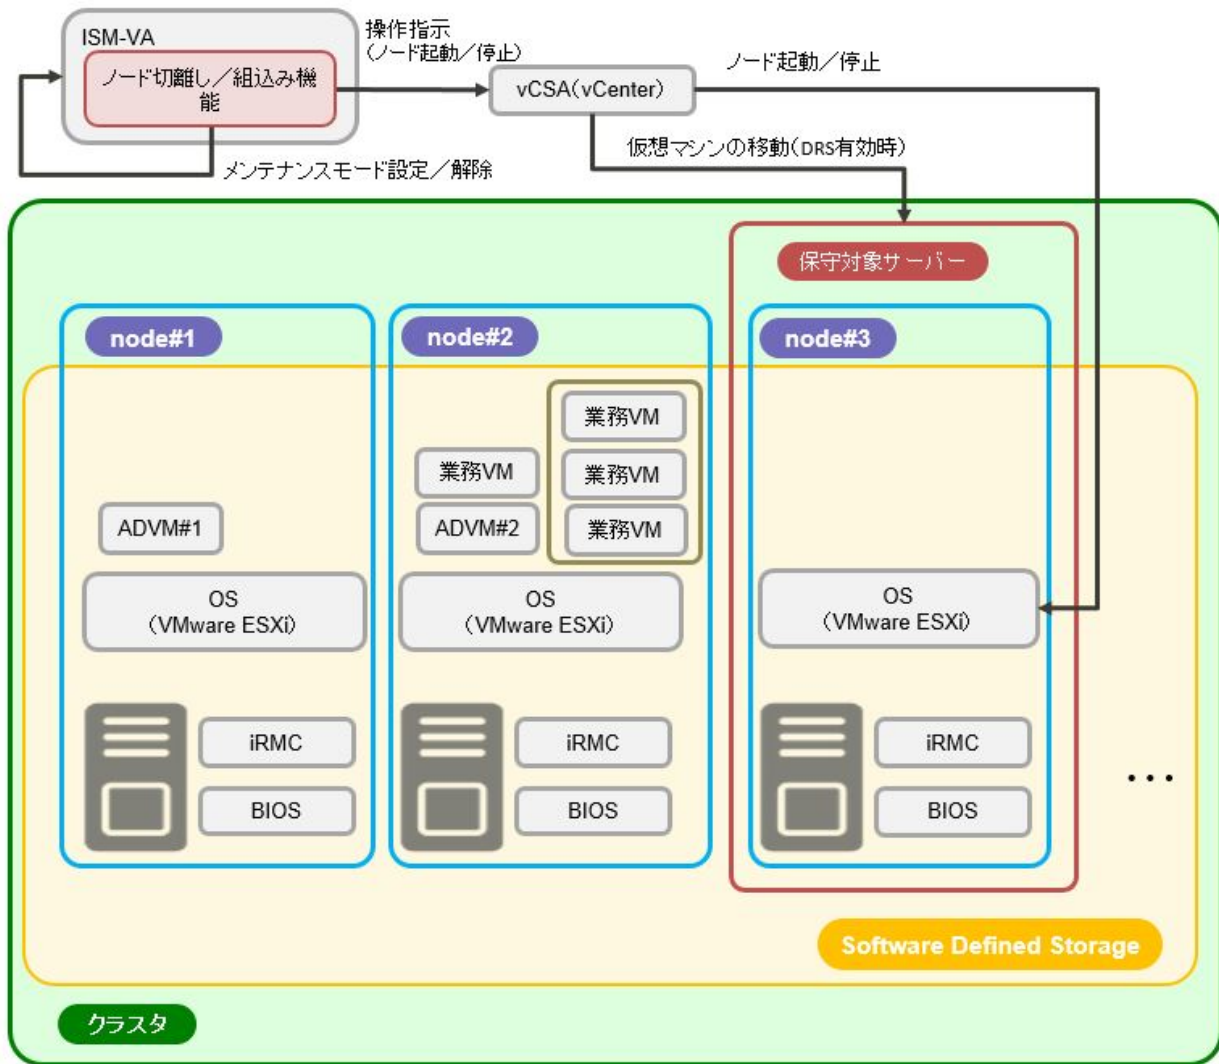 ISM-VA
ノード切離し／組込み機
能
操作指示
（ノード起動／停止）
vCSA（vCenter）
ノード起動／停止
仮想マシンの移動（DRS有効時）
メンテナンスモード設定／解除
保守対象サーバー
node#1
node#2
node#3
業務VM
業務VM
業務VM
業務VM
ADVM#1
ADVM#2
業務VM
OS
（VMware ESXi）
OS
（VMware ESXi）
OS
（VMware ESXi）
iRMC
iRMC
iRMC
BIOS
BIOS
BIOS
...
Software Defined Storage
クラスタ